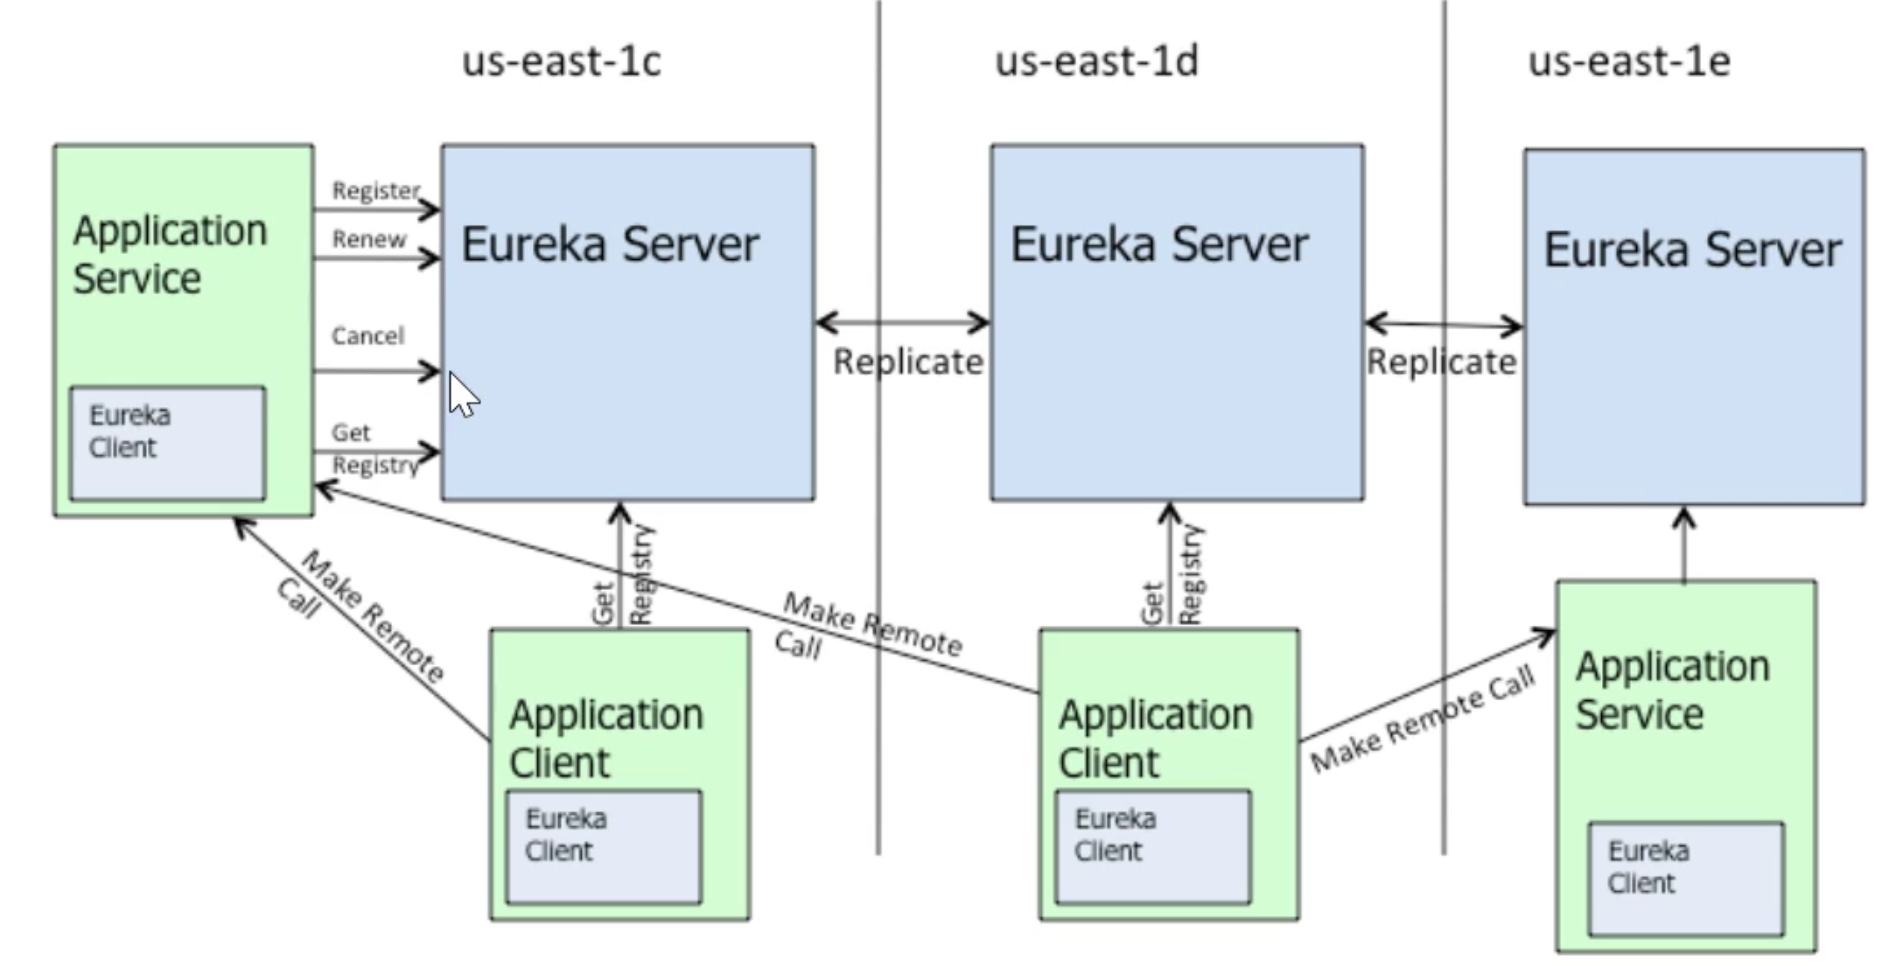 us-east-1c
us-east-1d
us-east-1e
Application
Service
Eureka
Client
Register
Renew
Cancel
Get
Registry
Eureka Server
Replicate
Eureka Server
Replicate
Eureka Server
Make Remote
Call
Get
Registry
Make Remote
Call
Get
Registry
Make Remote Call
Application
Client
Eureka
Client
Application
Client
Eureka
Client
Application
Service
Eureka
Client